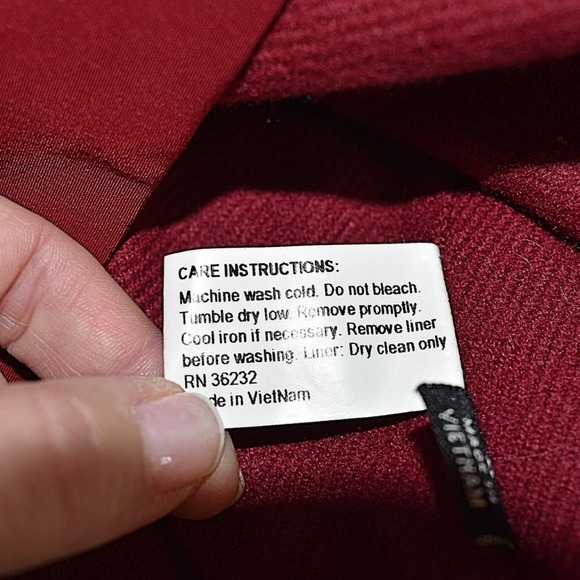 CARE INSTRUCTIONS:
Machine wash cold. Do not bleach.
Tumble dry low. Remove promptly.
Cool iron if necessary. Remove liner
before washing. Liner: Dry clean only
RN 36232
de in VietNam
VIETNAM